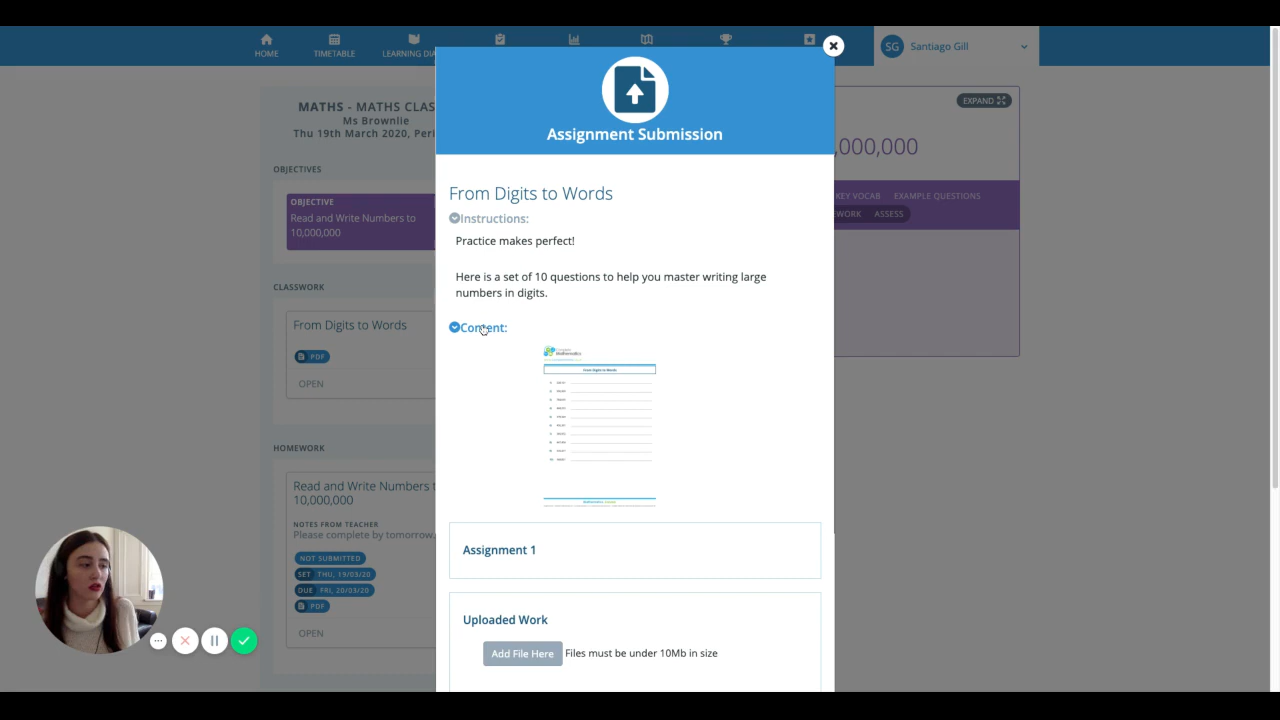 HOME
TIMETABLE
LEARNING
SG
Santiago Gill
Assignment Submission
MATHS - MATHS
Ms Brownlie
Thu 19th March 2020,
OBJECTIVES
OBJECTIVE
Read and Write Numbers to
10,000,000
CLASSWORK
From Digits to Words
PDF
OPEN
HOMEWORK
Read and Write Numbers
10,000,000
NOTES FROM TEACHER
Please complete by tomorrow.
NOT SUBMITTED
SET THU, 19/03/20
DUE FRI, 20/03/20
PDF
OPEN
From Digits to Words
Instructions:
Practice makes perfect!
Here is a set of 10 questions to help you master writing large
numbers in digits.
Content:
Mathematics
From Digits to Words
Assignment 1
Uploaded Work
Add File Here
Files must be under 10Mb in size
EXPAND
,000,000
KEY VOCAB
EXAMPLE QUESTIONS
ASSESS